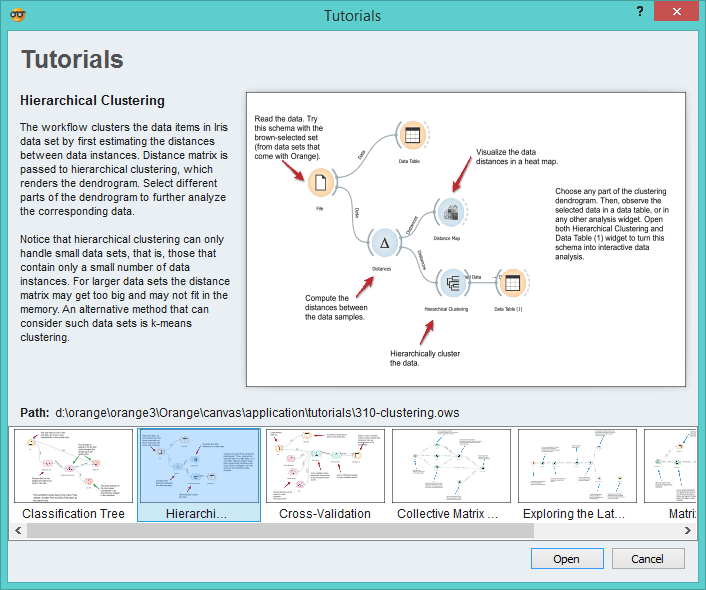 Tutorials
?
Tutorials
Hierarchical Clustering
The workflow clusters the data items in Iris
data set by first estimating the distances
between data instances. Distance matrix is
passed to hierarchical clustering, which
renders the dendrogram. Select different
parts of the dendrogram to further analyze
the corresponding data.
Notice that hierarchical clustering can only
handle small data sets, that is, those that
contain only a small number of data
instances. For larger data sets the distance
matrix may get too big and may not fit in the
memory. An alternative method that can
consider such data sets is k-means
clustering.
Read the data. Try
this schema with the
brown-selected set
(from data sets that
come with Orange).
Data
Data Table
File
Data
Visualize the data
distances in a heat map.
Distances
Distance Map
Δ
Distances
Distances
Compute the
distances between
the data samples.
Hierarchical Clustering
Data
Data Table (1)
Hierarchically cluster
the data.
Choose any part of the clustering
dendrogram. Then, observe the
selected data in a data table, or in
any other analysis widget. Open
both Hierarchical Clustering and
Data Table (1) widget to turn this
schema into interactive data
analysis.
Path: d:\orange\orange3\Orange\canvas\application\tutorials\310-clustering.ows
Classification Tree
Hierarchi...
Cross-Validation
Collective Matrix ...
Exploring the Lat...
Matri
Open
Cancel